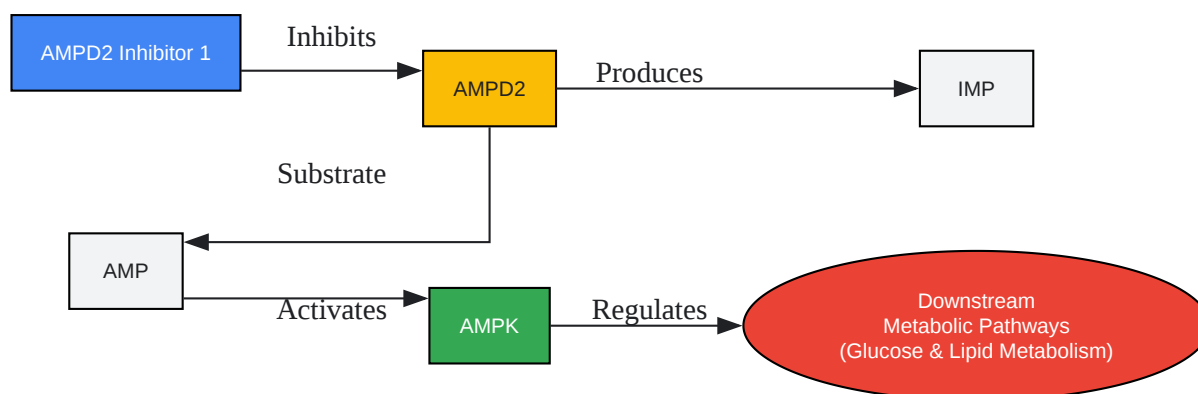 AMPD2 Inhibitor 1
Inhibits
AMPD2
Produces
IMP
Substrate
AMP
Activates
AMPK
Regulates
Downstream
Metabolic Pathways
(Glucose & Lipid Metabolism)